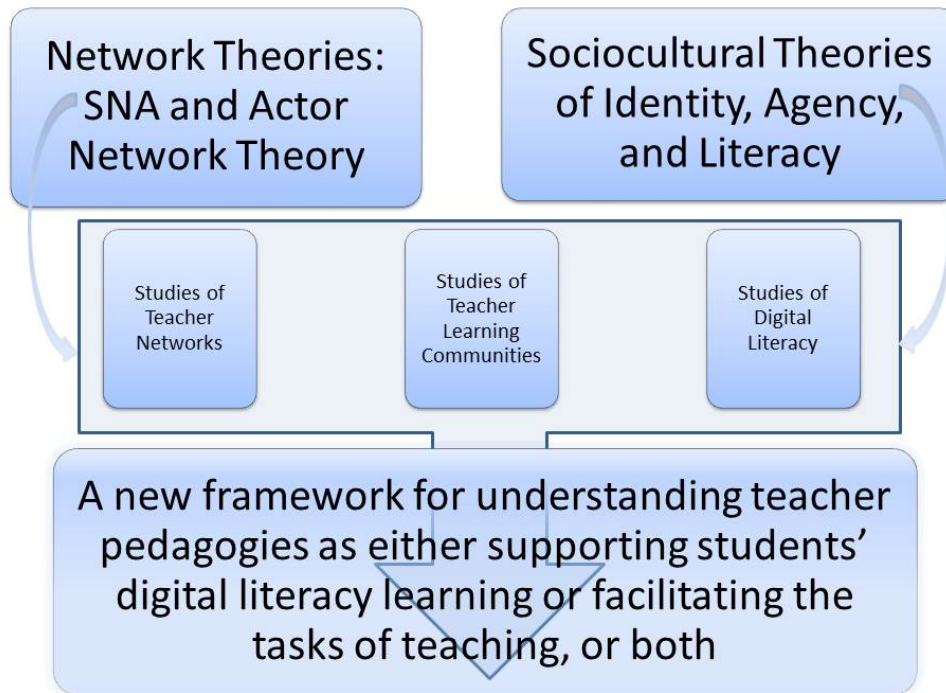 Network Theories:
SNA and Actor
Network Theory
Sociocultural Theories
of Identity, Agency,
and Literacy
Studies of
Teacher
Networks
Studies of
Teacher
Learning
Communities
Studies of
Digital
Literacy
A new framework for understanding teacher
pedagogies as either supporting students’
digital literacy learning or facilitating the
tasks of teaching, or both